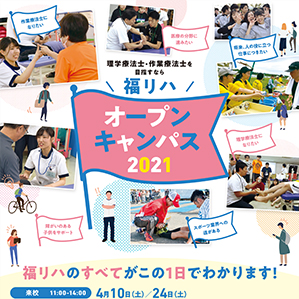 作業療法士に
なりたい
医療の分野に
進みたい
将来、人の役に立つ
仕事につきたい
理学療法士・作業療法士を
目指すなら
福リハ
オープン
キャンパス
2021
理学療法士に
なりたい
障がいのある
子供をサポート
スポーツ選手への
道がある
福リハのすべてがこの1日でわかります!
来校 11:00-14:00 4月10日(土)/24日(土)